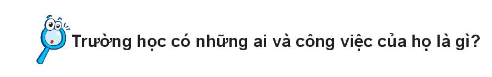 Trường học có những ai và công việc của họ là gì?